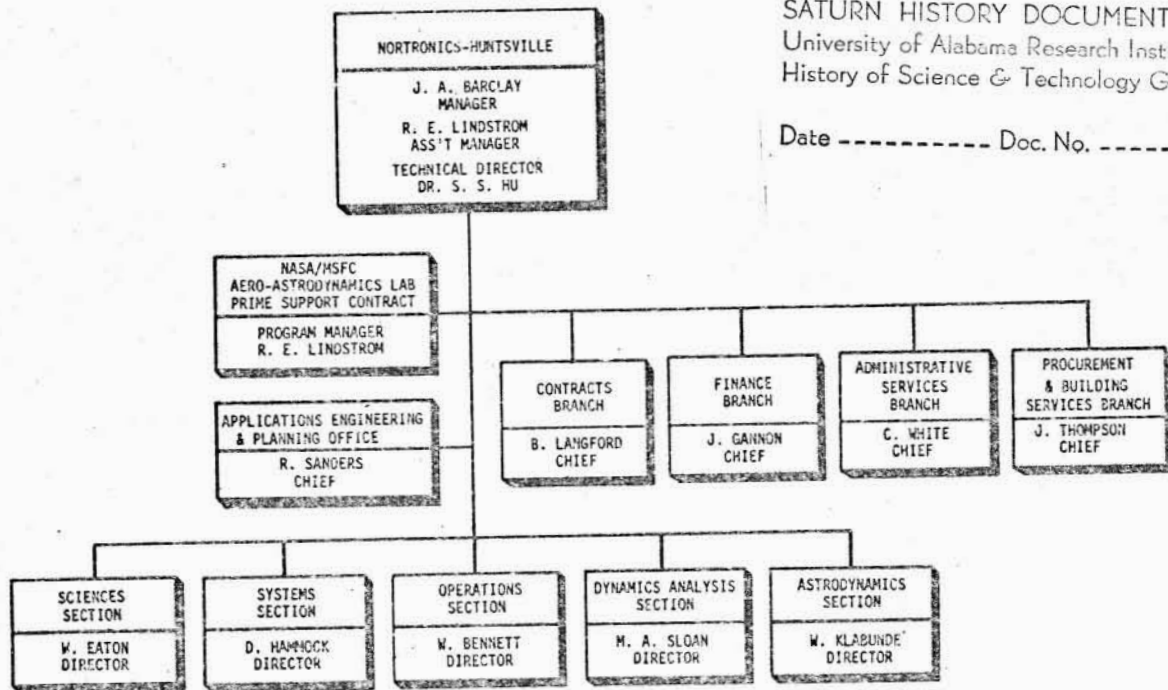 SATURN HISTORY DOCUMENT
University of Alabama Research Inst
History of Science & Technology G
Date ---------- Doc. No. ------
NORTRONICS-HUNTSVILLE
J. A. BARCLAY
MANAGER
R. E. LINDSTROM
ASS'T MANAGER
TECHNICAL DIRECTOR
DR. S. S. HU
NASA/MSFC
AERO-ASTRODYNAMICS LAB
PRIME SUPPORT CONTRACT
PROGRAM MANAGER
R. E. LINDSTROM
APPLICATIONS ENGINEERING
& PLANNING OFFICE
R. SANDERS
CHIEF
CONTRACTS
BRANCH
B. LANGFORD
CHIEF
FINANCE
BRANCH
J. GANNON
CHIEF
ADMINISTRATIVE
SERVICES
BRANCH
C. WHITE
CHIEF
PROCUREMENT
& BUILDING
SERVICES BRANCH
J. THOMPSON
CHIEF
SCIENCES
SECTION
W. EATON
DIRECTOR
SYSTEMS
SECTION
D. HAMMOCK
DIRECTOR
OPERATIONS
SECTION
W. BENNETT
DIRECTOR
DYNAMICS ANALYSIS
SECTION
M. A. SLOAN
DIRECTOR
ASTRODYNAMICS
SECTION
W. KLABUNDE
DIRECTOR